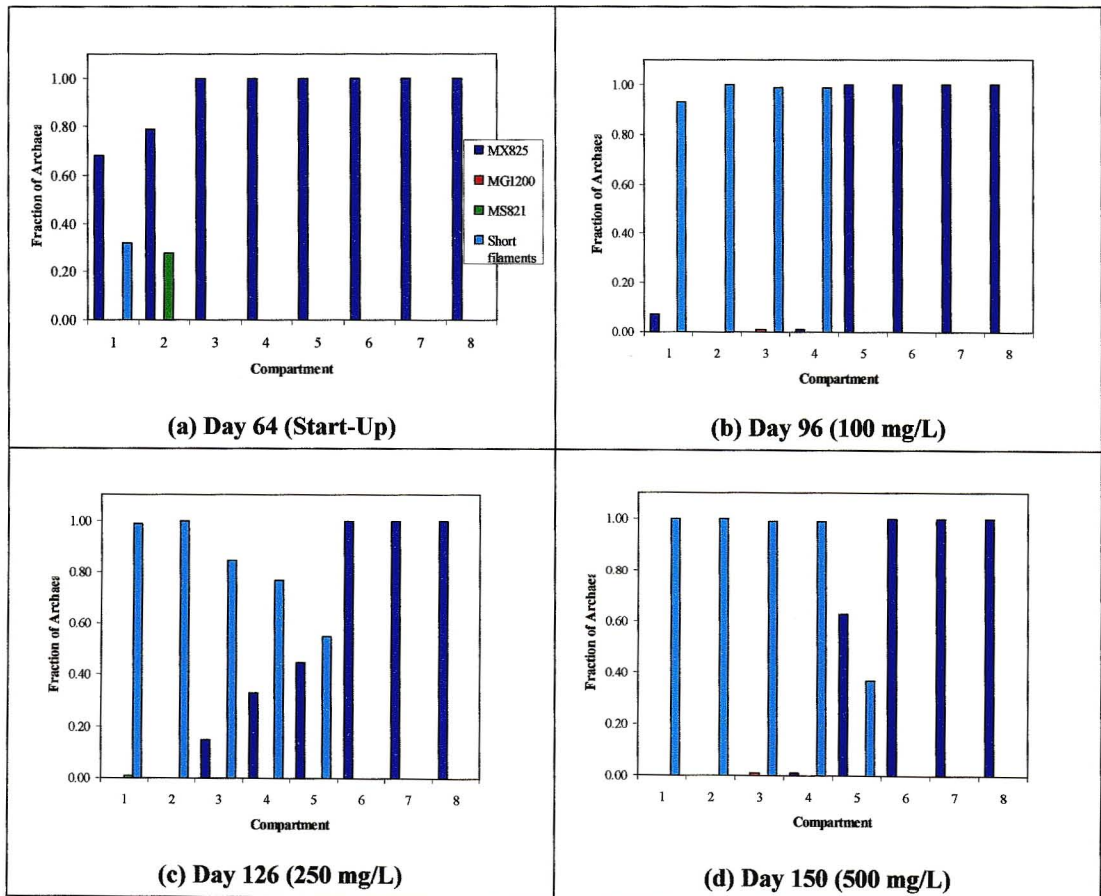 Fraction of Archaea
1.00
0.80
0.60
0.40
0.20
0.00
1 2 3 4 5 6 7 8
Compartment
MX825
MG1200
MS821
Short
filaments
(a) Day 64 (Start-Up)
Fraction of Archaea
1.00
0.80
0.60
0.40
0.20
0.00
1 2 3 4 5 6 7 8
Compartment
(b) Day 96 (100 mg/L)
Fraction of Archaea
1.00
0.80
0.60
0.40
0.20
0.00
1 2 3 4 5 6 7 8
Compartment
(c) Day 126 (250 mg/L)
Fraction of Archaea
1.00
0.80
0.60
0.40
0.20
0.00
1 2 3 4 5 6 7 8
Compartment
(d) Day 150 (500 mg/L)